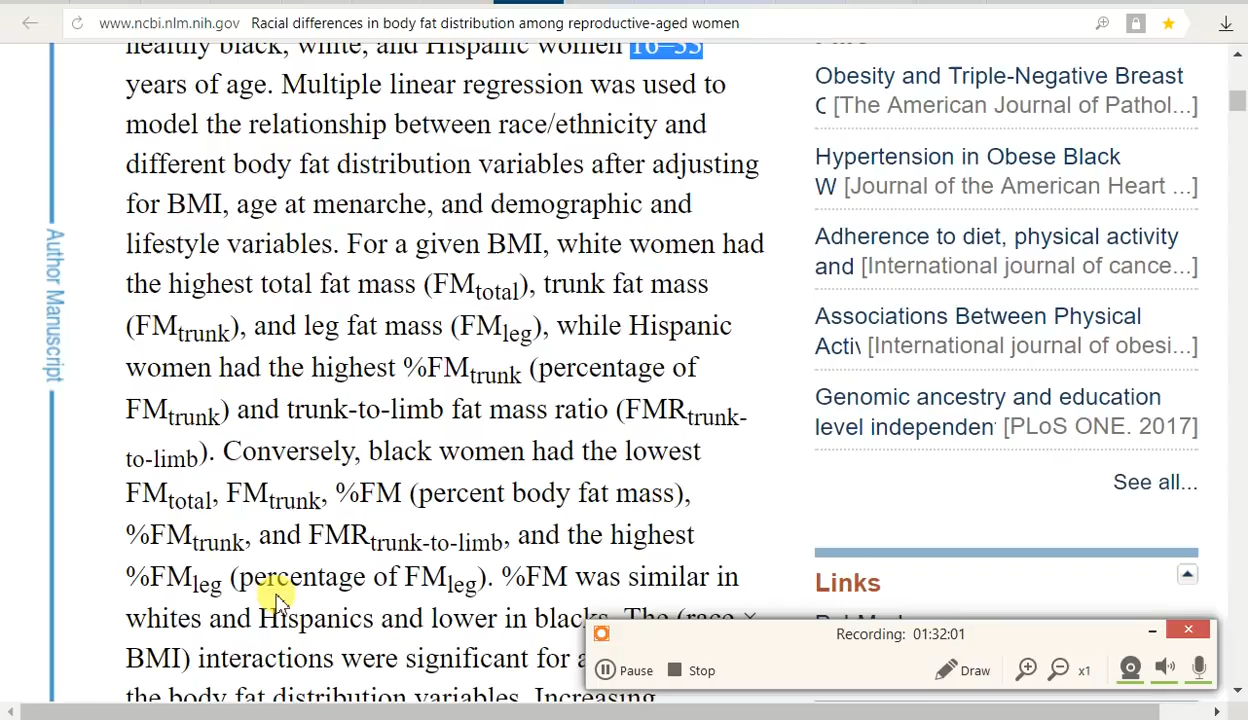 www.ncbi.nlm.nih.gov Racial differences in body fat distribution among reproductive-aged women
healthy black, white, and Hispanic women 16–55
years of age. Multiple linear regression was used to
model the relationship between race/ethnicity and
different body fat distribution variables after adjusting
for BMI, age at menarche, and demographic and
lifestyle variables. For a given BMI, white women had
the highest total fat mass (FMtotal), trunk fat mass
(FMtrunk), and leg fat mass (FMleg), while Hispanic
women had the highest %FMtrunk (percentage of
FMtrunk) and trunk-to-limb fat mass ratio (FMRtrunk-
to-limb). Conversely, black women had the lowest
FMtotal, FMtrunk, %FM (percent body fat mass),
%FMtrunk, and FMRtrunk-to-limb, and the highest
%FMleg (percentage of FMleg). %FM was similar in
whites and Hispanics and lower in blacks. The (race ×
BMI) interactions were significant for a
the body fat distribution variables. Increasing
Author Manuscript
Obesity and Triple-Negative Breast
C [The American Journal of Pathol...]
Hypertension in Obese Black
W [Journal of the American Heart ...]
Adherence to diet, physical activity
and [International journal of cance...]
Associations Between Physical
Activ [International journal of obesi...]
Genomic ancestry and education
level independen [PLoS ONE. 2017]
See all...
Links
Recording: 01:32:01
Pause Stop Draw x1